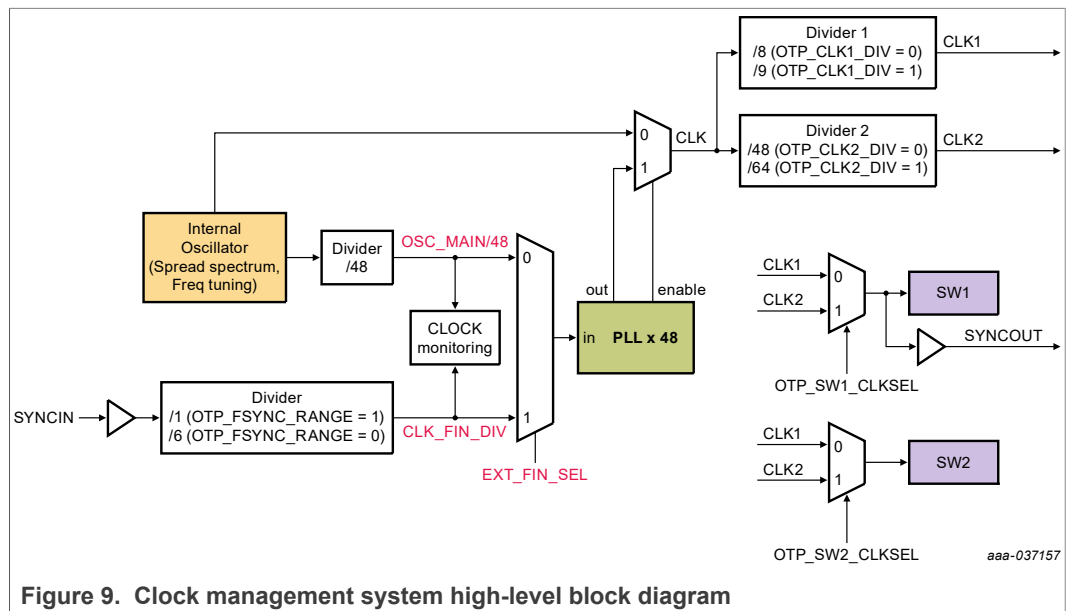 Divider 1
/8 (OTP_CLK1_DIV = 0)
/9 (OTP_CLK1_DIV = 1)
CLK1
0
1
CLK
Divider 2
/48 (OTP_CLK2_DIV = 0)
/64 (OTP_CLK2_DIV = 1)
CLK2
Internal
Oscillator
(Spread spectrum,
Freq tuning)
Divider
/48
OSC_MAIN/48
0
CLOCK
monitoring
out
enable
in
PLL x 48
SYNCIN
Divider
/1 (OTP_FSYNC_RANGE = 1)
/6 (OTP_FSYNC_RANGE = 0)
CLK_FIN_DIV
1
EXT_FIN_SEL
CLK1
0
CLK2
1
SW1
SYNCOUT
OTP_SW1_CLKSEL
CLK1
0
CLK2
1
SW2
OTP_SW2_CLKSEL
aaa-037157
Figure 9. Clock management system high-level block diagram